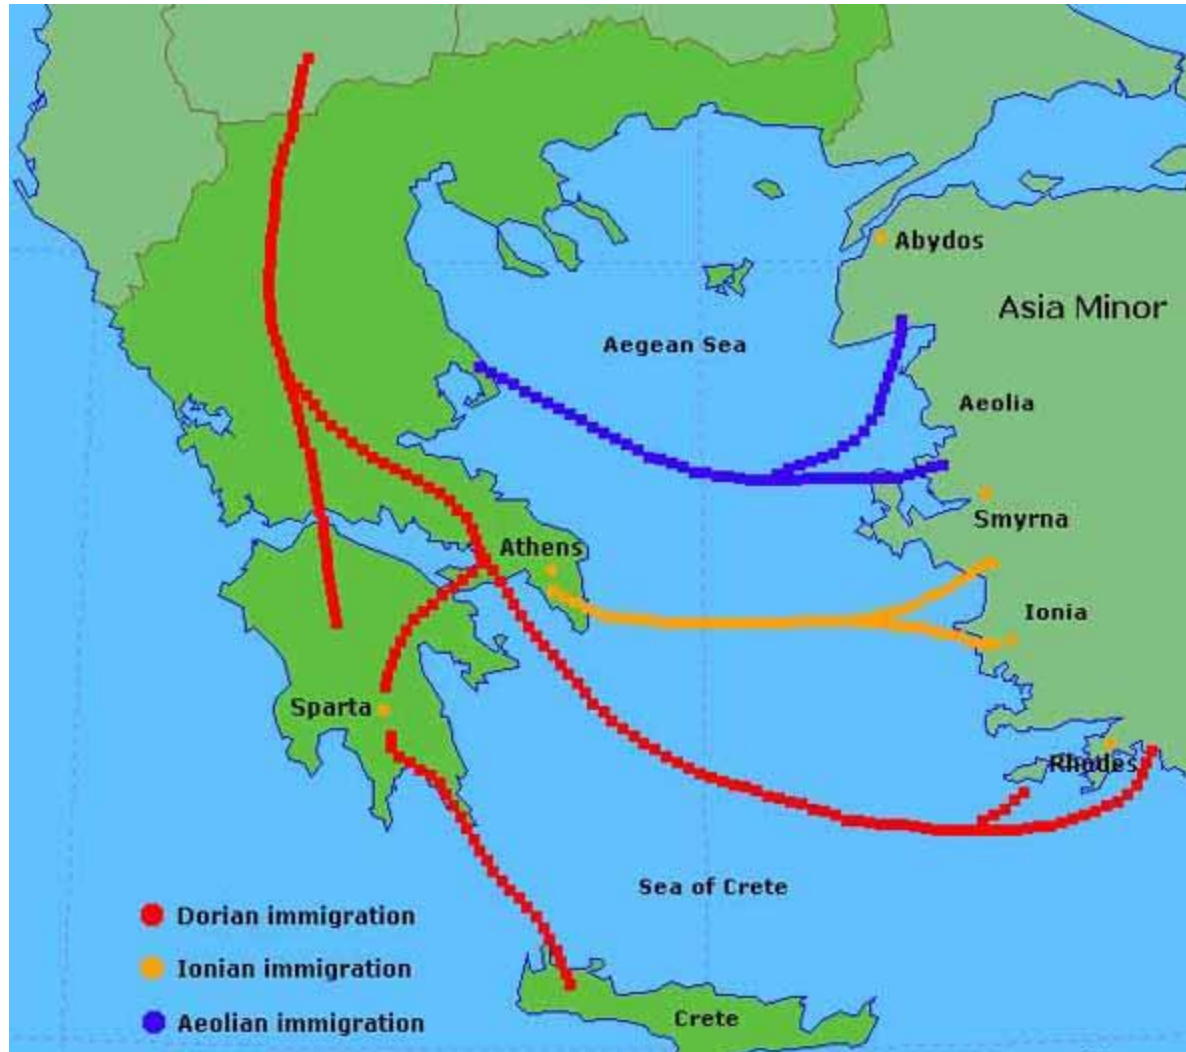 Abydos
Asia Minor
Aegean Sea
Aeolia
Smyrna
Athens
Ionia
Sparta
Rhodes
Sea of Crete
Dorian immigration
Ionian immigration
Crete
Aeolian immigration